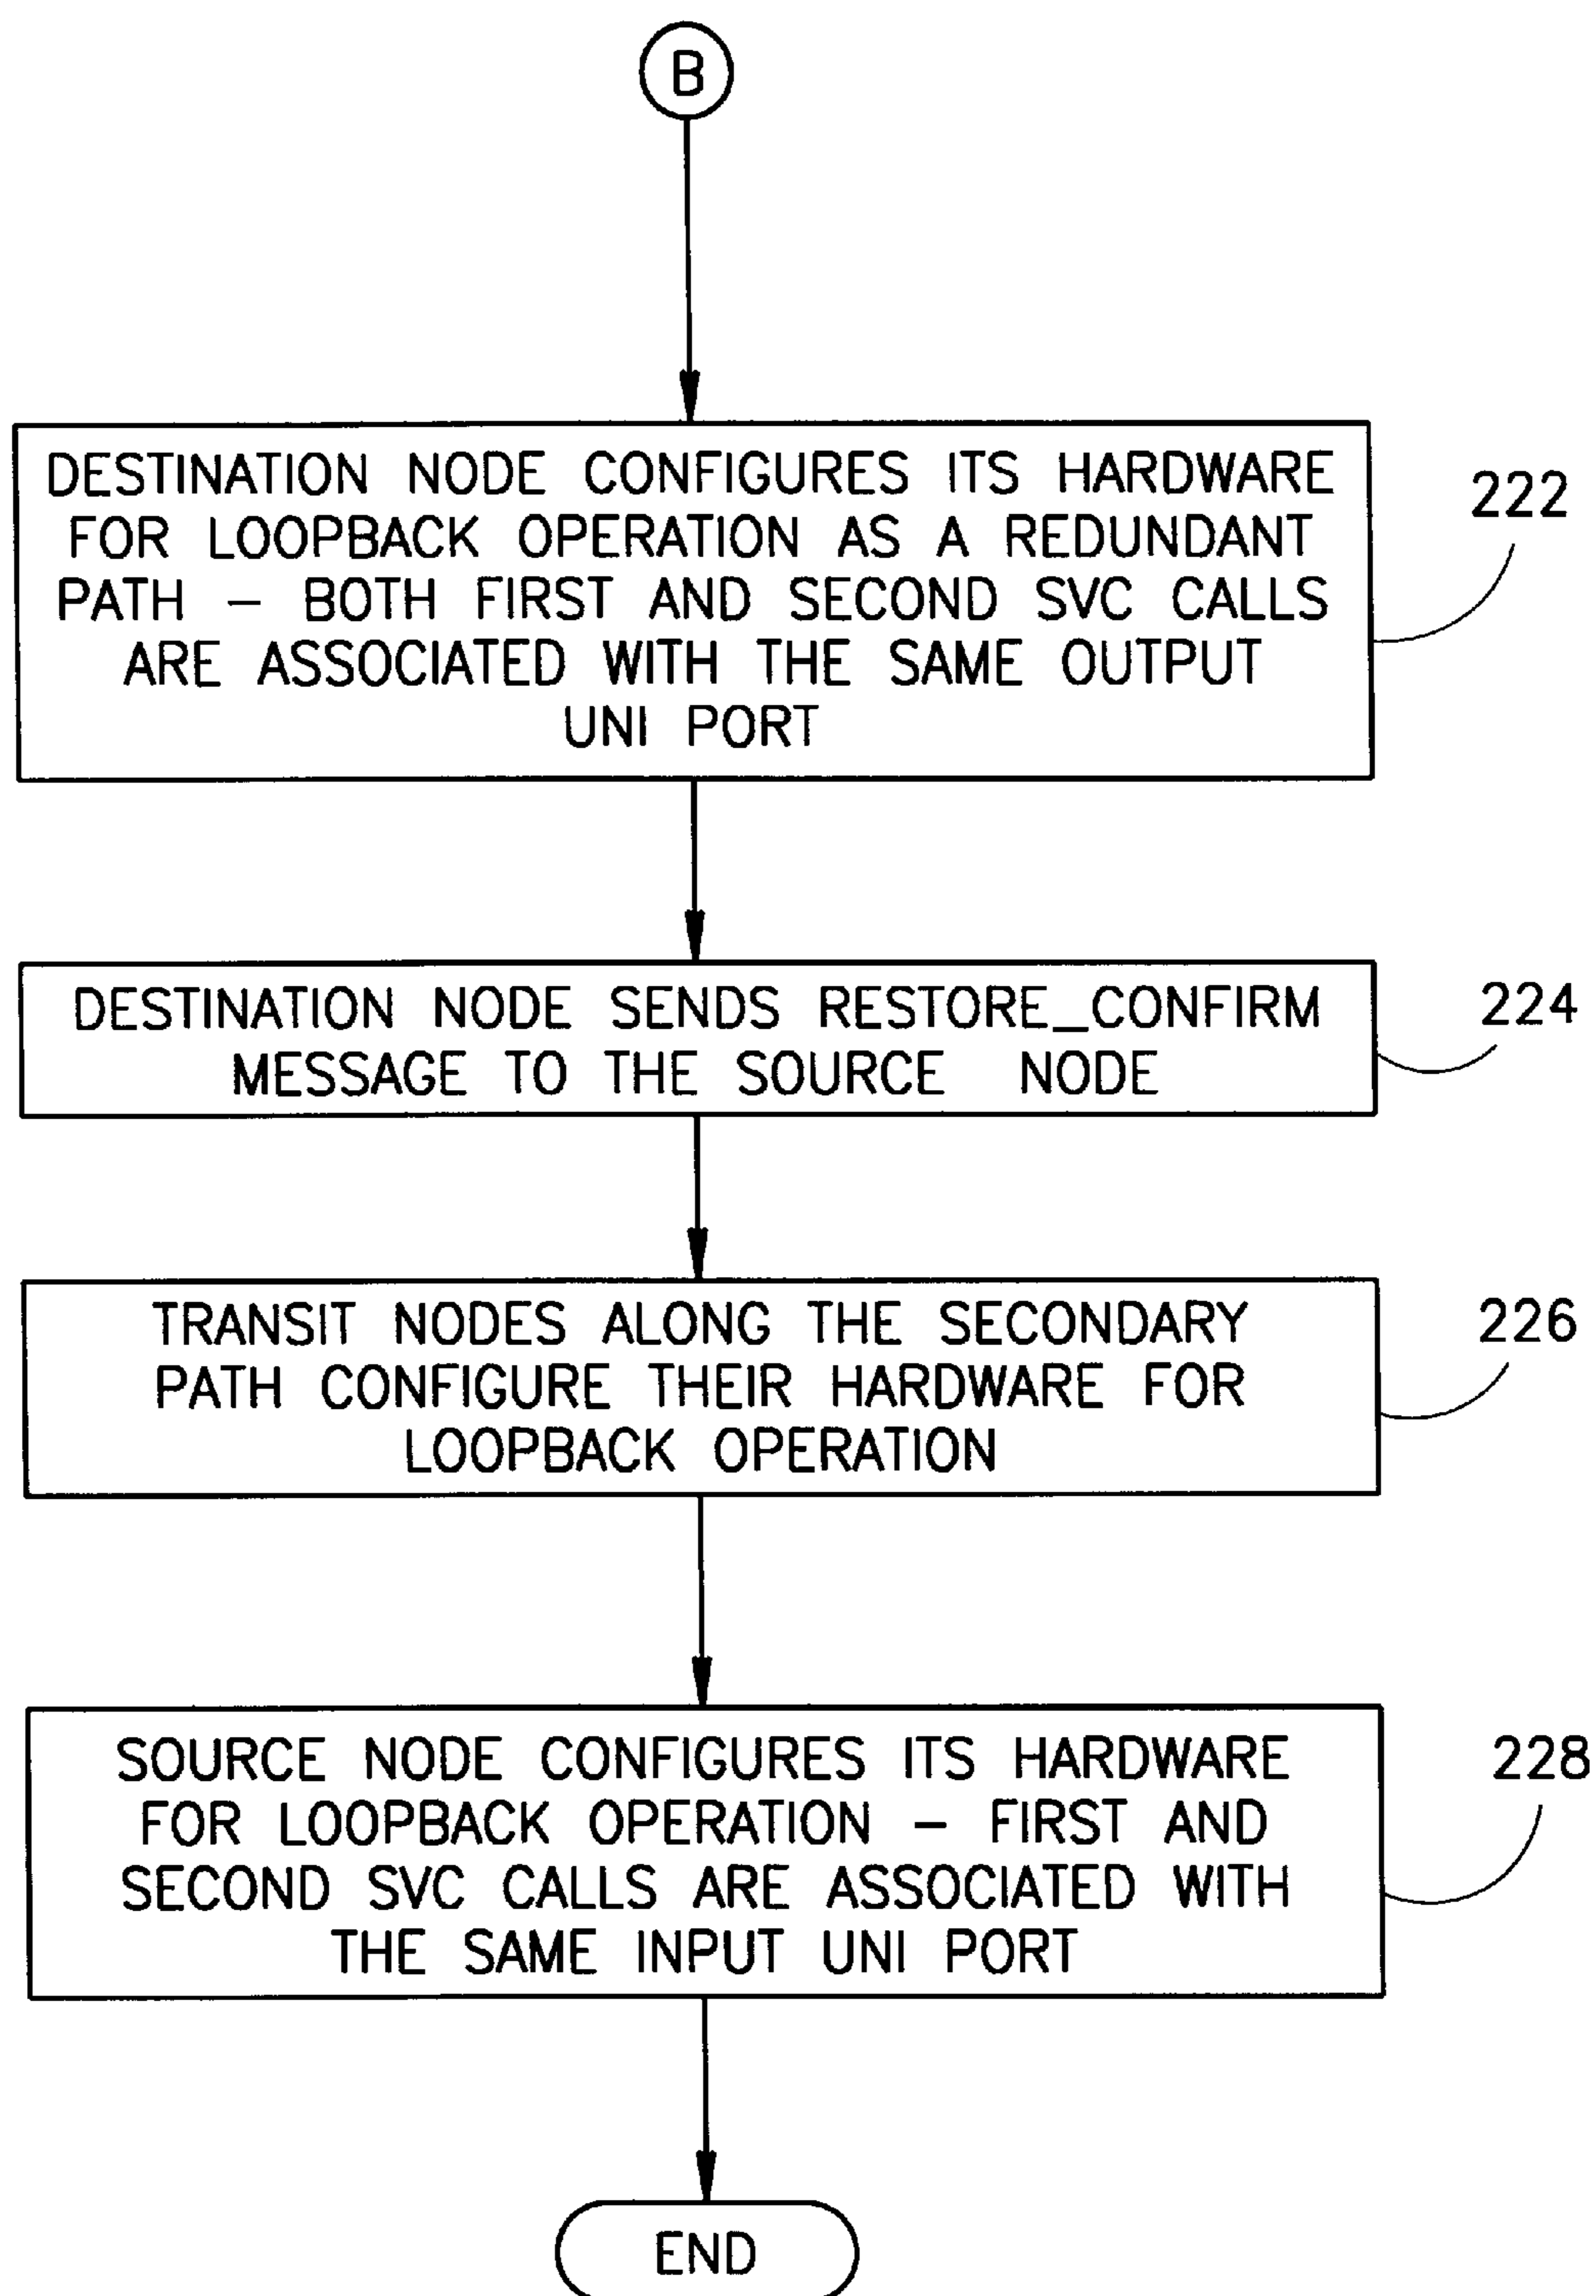 B
DESTINATION NODE CONFIGURES ITS HARDWARE
FOR LOOPBACK OPERATION AS A REDUNDANT
PATH – BOTH FIRST AND SECOND SVC CALLS
ARE ASSOCIATED WITH THE SAME OUTPUT
UNI PORT
222
DESTINATION NODE SENDS RESTORE_CONFIRM
MESSAGE TO THE SOURCE NODE
224
TRANSIT NODES ALONG THE SECONDARY
PATH CONFIGURE THEIR HARDWARE FOR
LOOPBACK OPERATION
226
SOURCE NODE CONFIGURES ITS HARDWARE
FOR LOOPBACK OPERATION – FIRST AND
SECOND SVC CALLS ARE ASSOCIATED WITH
THE SAME INPUT UNI PORT
228
END